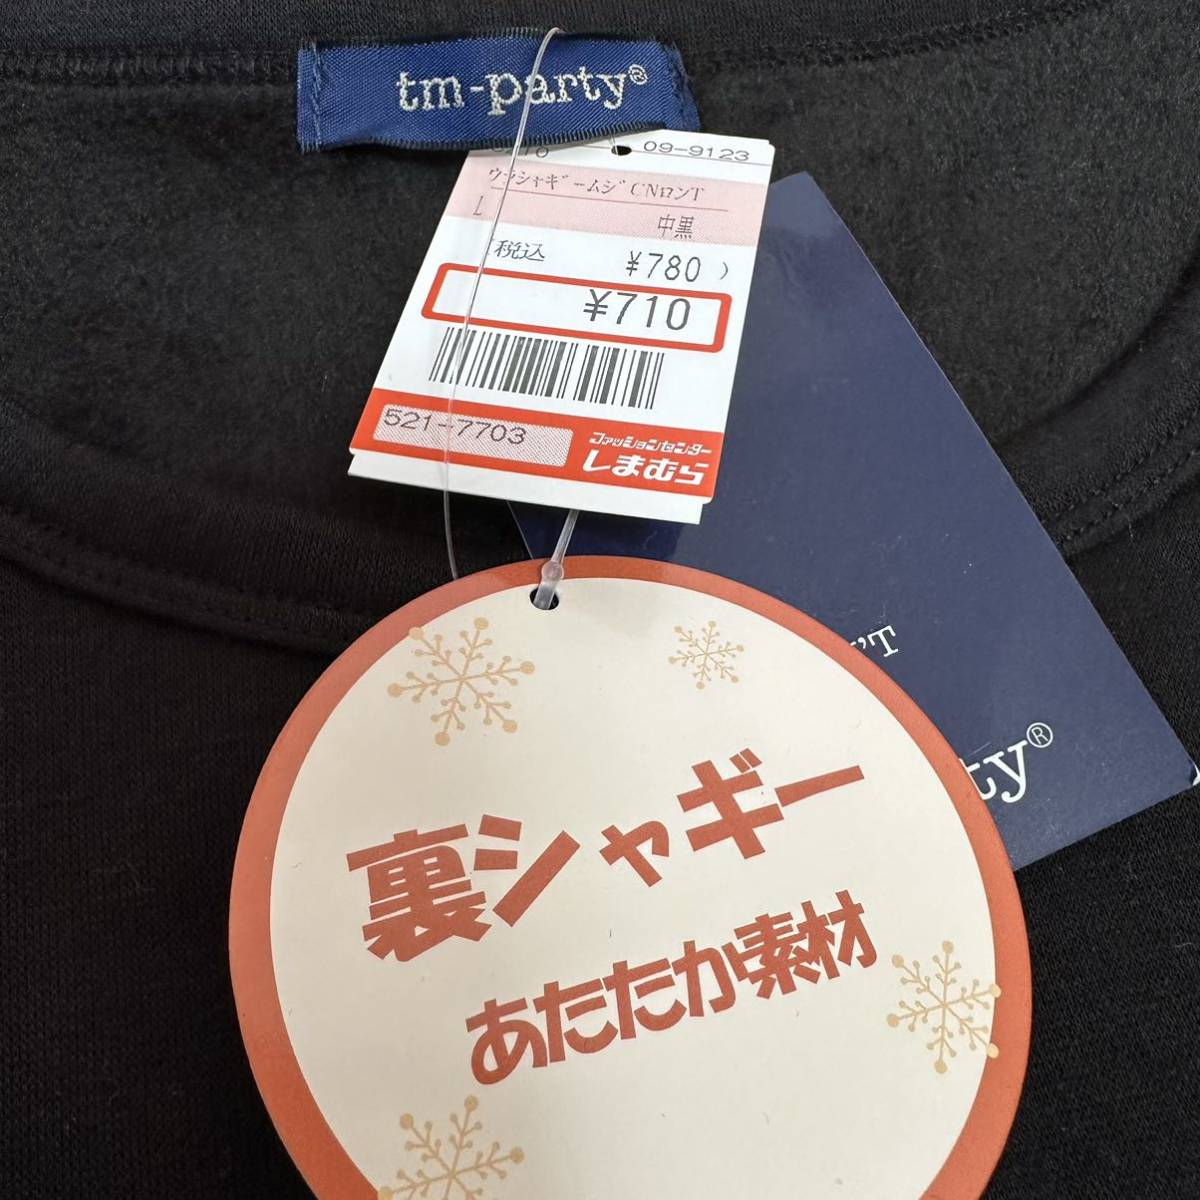 tm-party®
09-9123
ウラシャギームジCNロンT
L
中黒
(税込 ¥780)
¥710
521-7703
ファッションセンター
しまむら
'T
ty®
裏シャギー
あたたか素材